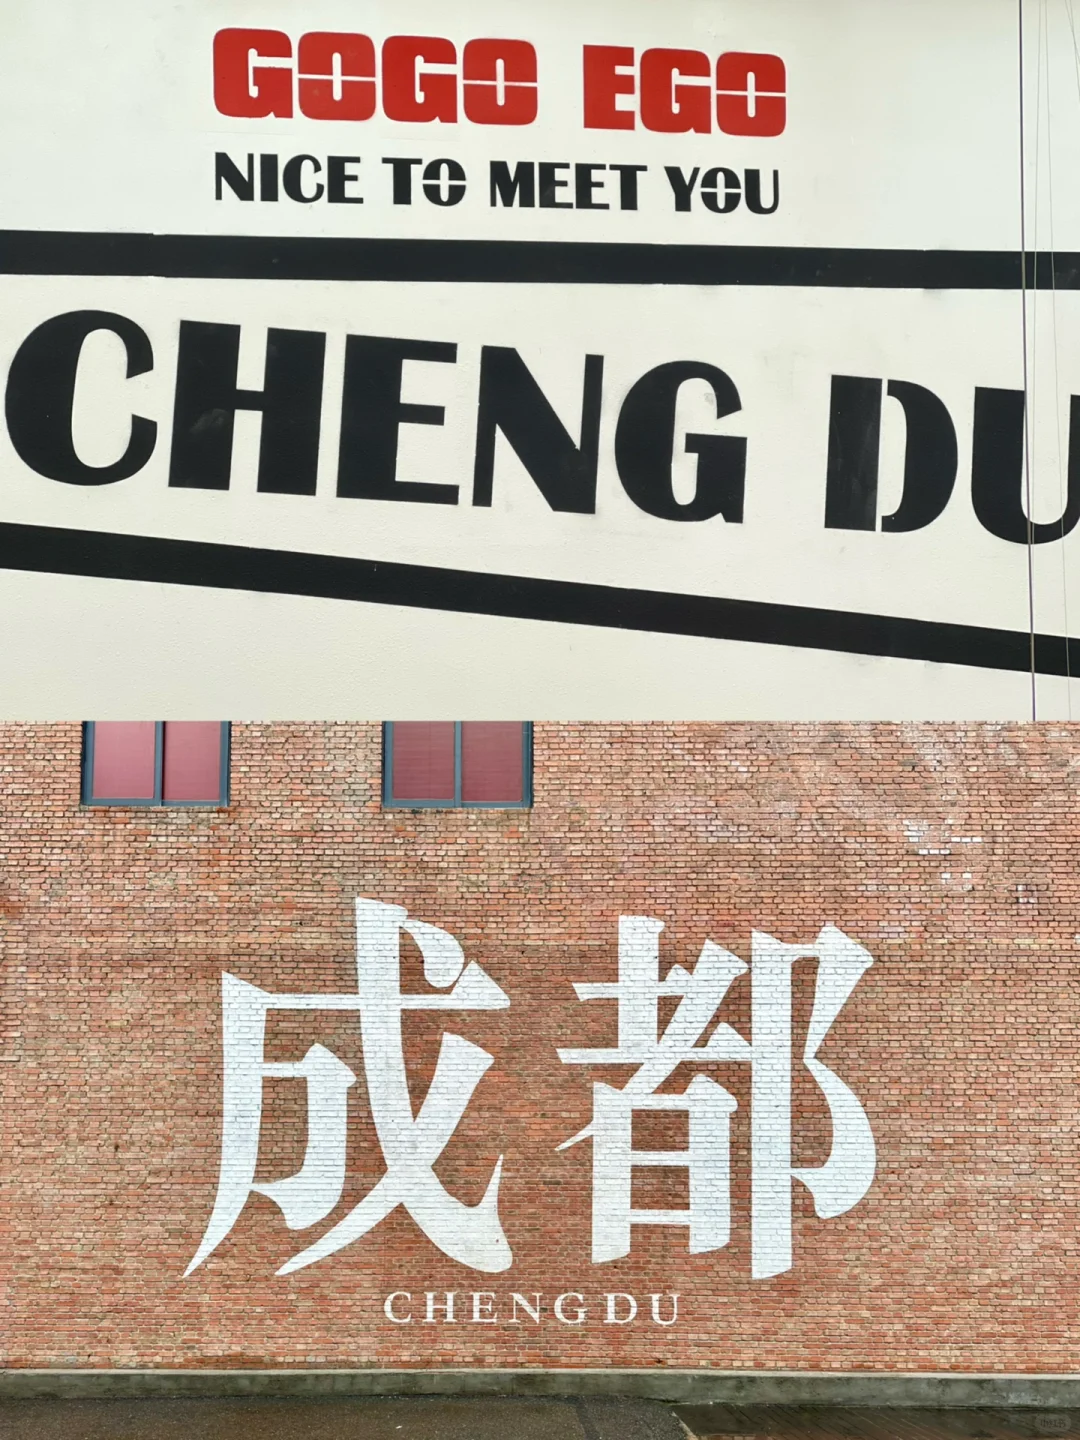 GOGO EGO
NICE TO MEET YOU
CHENG DU
成都
CHENGDU